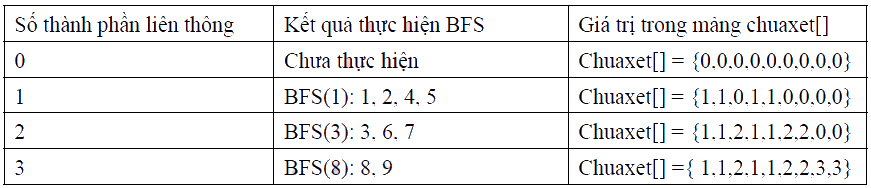 Số thành phần liên thông Kết quả thực hiện BFS Giá trị trong mảng chuaxet[]
0 Chưa thực hiện Chuaxet[] = {0,0,0,0,0,0,0,0,0}
1 BFS(1): 1, 2, 4, 5 Chuaxet[] = {1,1,0,1,1,0,0,0,0}
2 BFS(3): 3, 6, 7 Chuaxet[] = {1,1,2,1,1,2,2,0,0}
3 BFS(8): 8, 9 Chuaxet[] ={ 1,1,2,1,1,2,2,3,3}